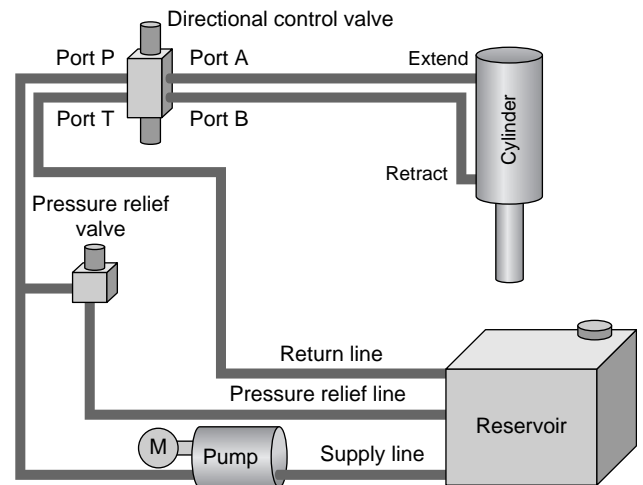 Directional control valve
Port P
Port A
Extend
Port T
Port B
Cylinder
Retract
Pressure relief
valve
Return line
Pressure relief line
Reservoir
M
Pump
Supply line